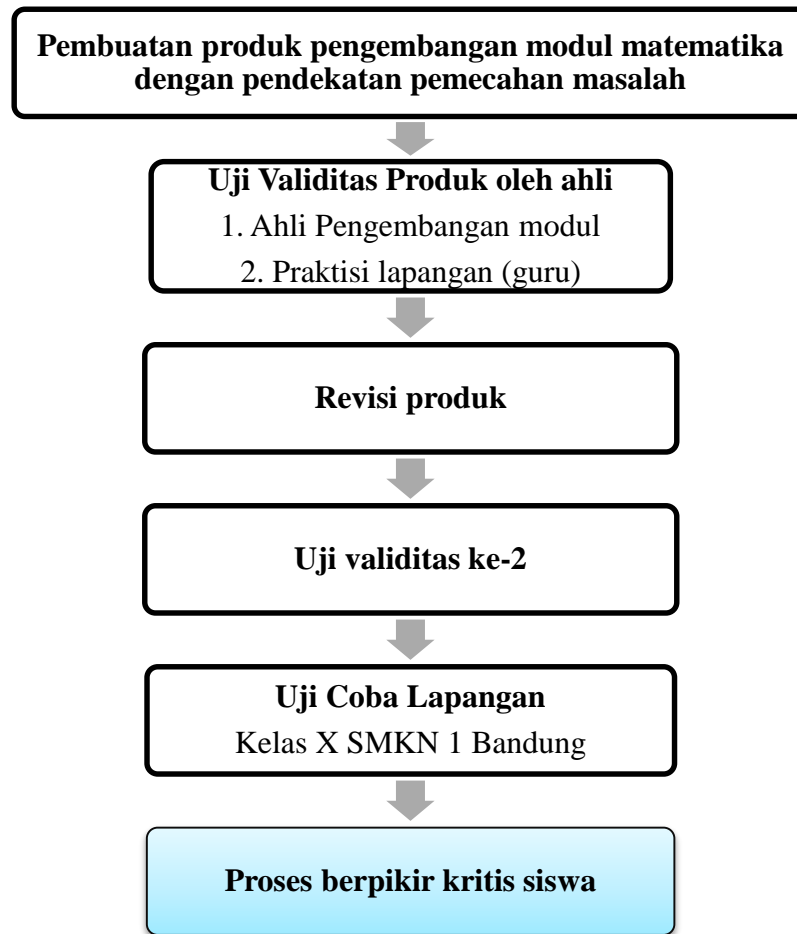 Pembuatan produk pengembangan modul matematika
dengan pendekatan pemecahan masalah
Uji Validitas Produk oleh ahli
1. Ahli Pengembangan modul
2. Praktisi lapangan (guru)
Revisi produk
Uji validitas ke-2
Uji Coba Lapangan
Kelas X SMKN 1 Bandung
Proses berpikir kritis siswa